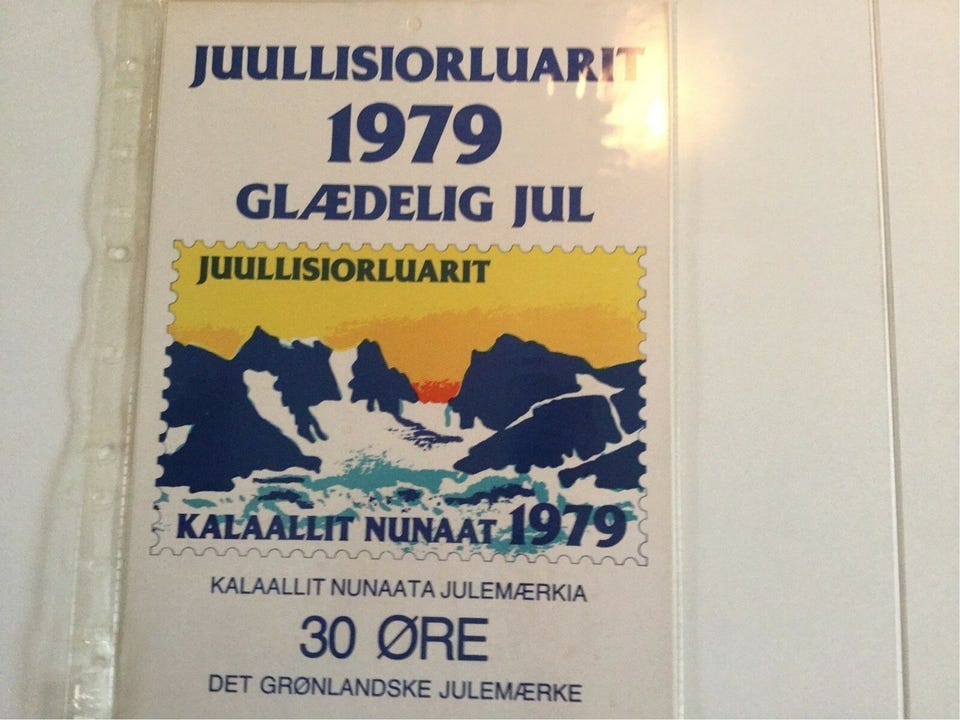 JUULLISIORLUARIT
1979
GLÆDELIG JUL
JUULLISIORLUARIT
KALAALLIT NUNAAT 1979
KALAALLIT NUNAATA JULEMÆRKIA
30 ØRE
DET GRØNLANDSKE JULEMÆRKE